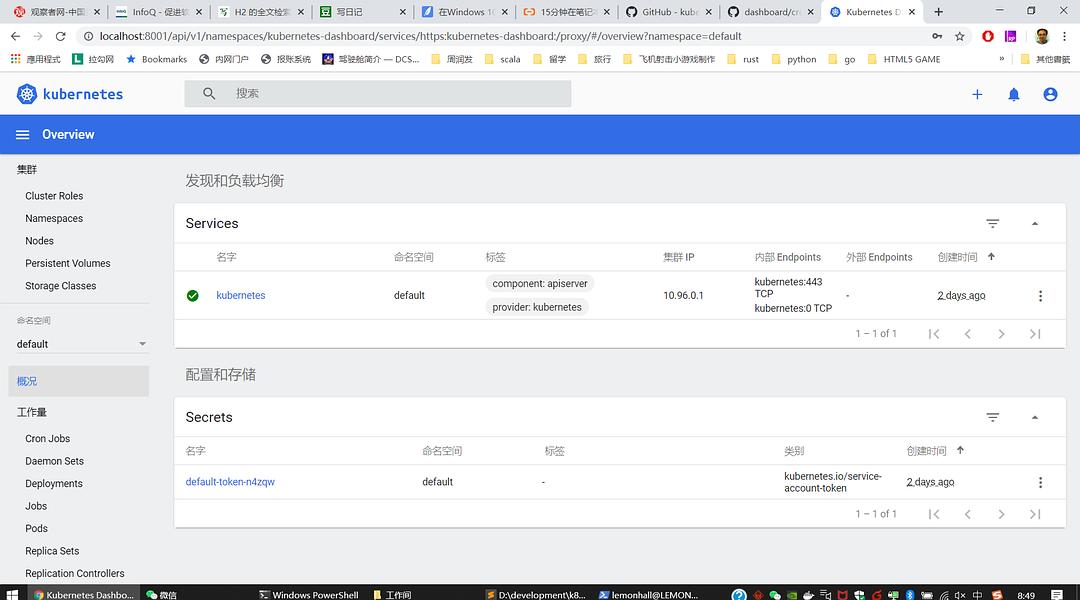 观察者网-中国
InfoQ - 促进软
H2 的全文检索
写日记
在Windows 10
15分钟在笔记本
GitHub - kube
dashboard/cre
Kubernetes D
localhost:8001/api/v1/namespaces/kubernetes-dashboard/services/https:kubernetes-dashboard:/proxy/#/overview?namespace=default
应用程式
拉勾网
Bookmarks
内网门户
报账系统
驾驶舱简介 — DCS...
周润发
scala
留学
旅行
飞机射击小游戏制作
rust
python
go
HTML5 GAME
»
其他書籤
kubernetes
搜索
Overview
集群
Cluster Roles
Namespaces
Nodes
Persistent Volumes
Storage Classes
命名空间
default
概况
工作量
Cron Jobs
Daemon Sets
Deployments
Jobs
Pods
Replica Sets
Replication Controllers
发现和负载均衡
Services
名字 命名空间 标签 集群 IP 内部 Endpoints 外部 Endpoints 创建时间
kubernetes default component: apiserver provider: kubernetes 10.96.0.1 kubernetes:443 TCP kubernetes:0 TCP - 2 days ago
1 – 1 of 1
配置和存储
Secrets
名字 命名空间 标签 类别 创建时间
default-token-n4zqw default - kubernetes.io/service-account-token 2 days ago
1 – 1 of 1
Kubernetes Dashbo...
微信
Windows PowerShell
工作间
D:\development\k8...
lemonhall@LEMON...
中
8:49